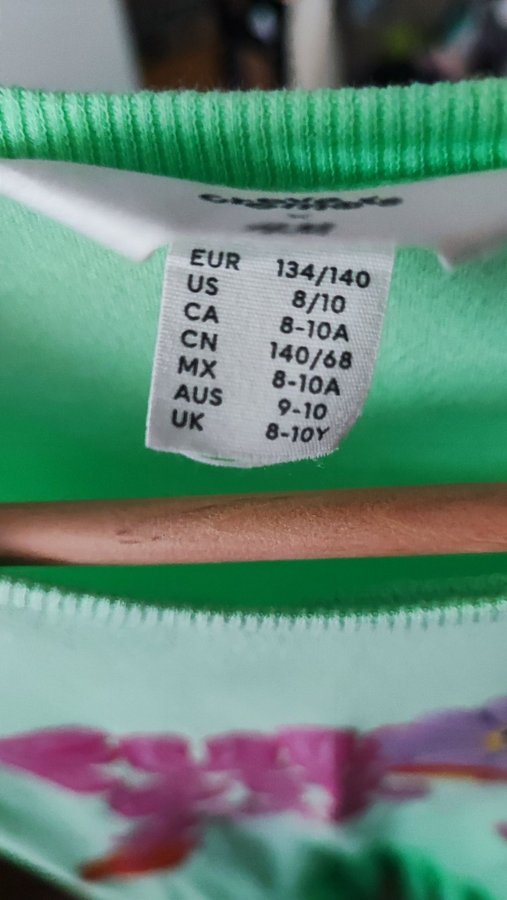 EUR 134/140
US 8/10
CA 8-10A
CN 140/68
MX 8-10A
AUS 9-10
UK 8-10Y